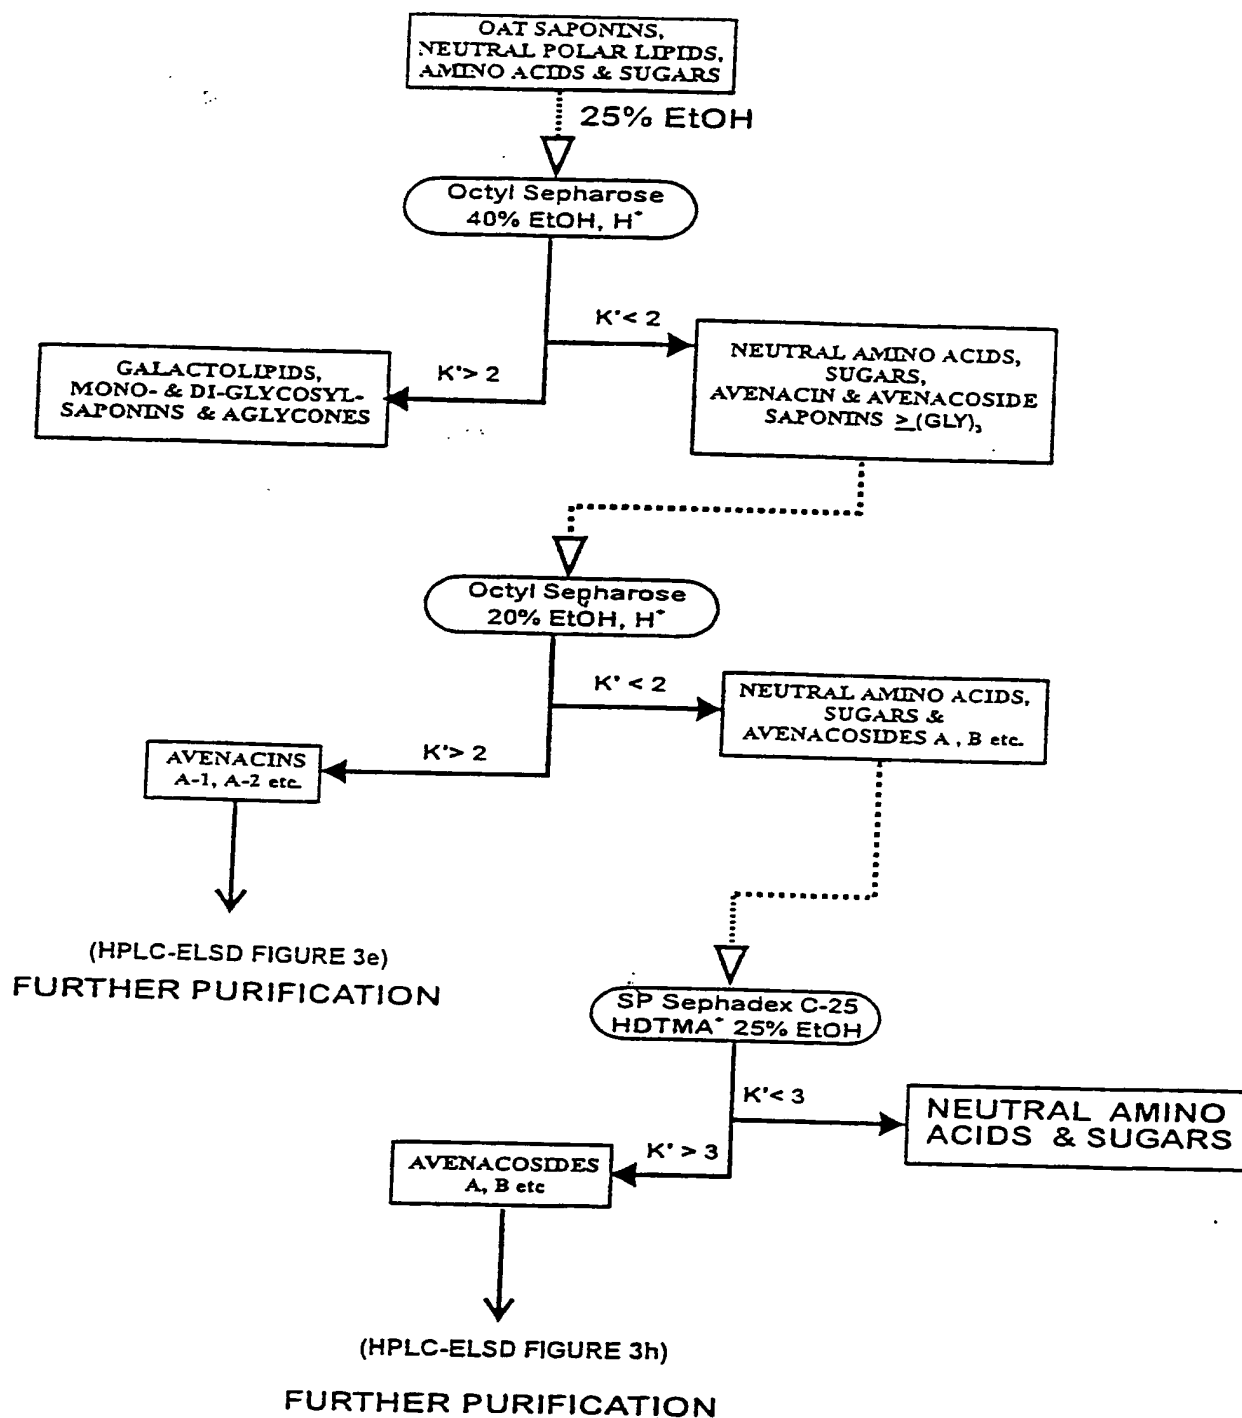 OAT SAPONINS,
NEUTRAL POLAR LIPIDS,
AMINO ACIDS & SUGARS
25% EtOH
Octyl Sepharose
40% EtOH, H⁺
K'< 2
K'> 2
GALACTOLIPIDS,
MONO- & DI-GLYCOSYL-
SAPONINS & AGLYCONES
NEUTRAL AMINO ACIDS,
SUGARS,
AVENACIN & AVENACOSIDE
SAPONINS ≥(GLY)₃
Octyl Sepharose
20% EtOH, H⁺
K' < 2
K'> 2
NEUTRAL AMINO ACIDS,
SUGARS &
AVENACOSIDES A , B etc.
AVENACINS
A-1, A-2 etc.
(HPLC-ELSD FIGURE 3e)
FURTHER PURIFICATION
SP Sephadex C-25
HDTMA⁺ 25% EtOH
K'< 3
K' > 3
NEUTRAL AMINO
ACIDS & SUGARS
AVENACOSIDES
A, B etc
(HPLC-ELSD FIGURE 3h)
FURTHER PURIFICATION